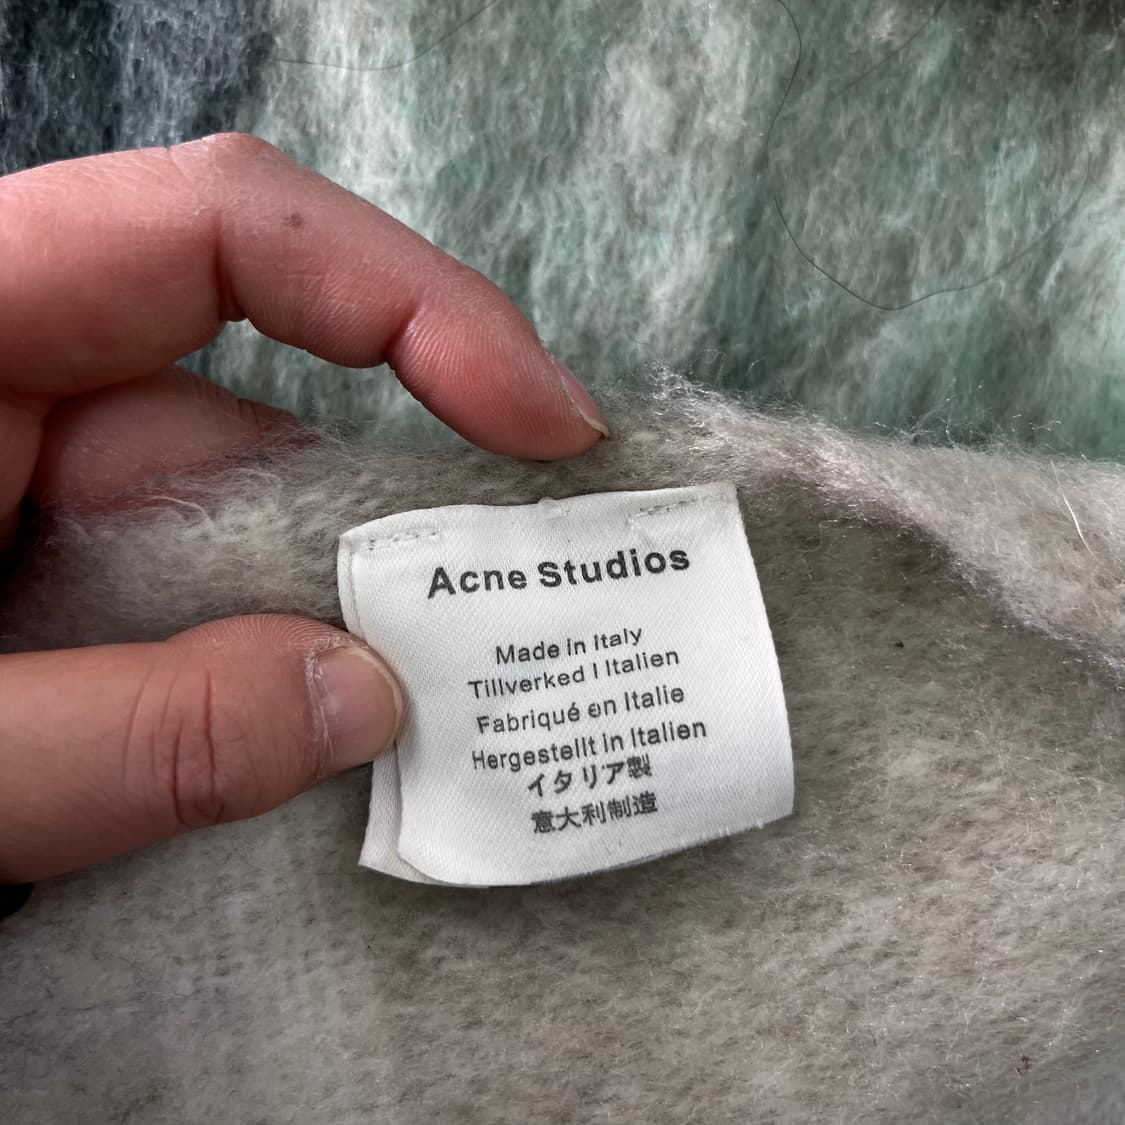 Acne Studios
Made in Italy
Tillverked I Italien
Fabriqué en Italie
Hergestellt in Italien
イタリア製
意大利制造